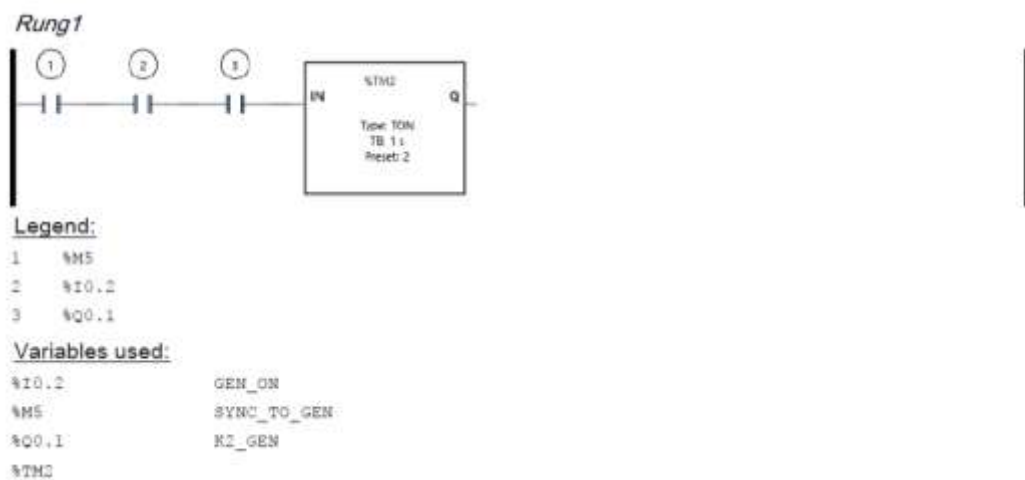 Rung1
1 2 3
%TM2
IN Q
Type: TON
TB: 1 s
Preset: 2
Legend:
1 %M5
2 %I0.2
3 %Q0.1
Variables used:
%I0.2 GEN_ON
%M5 SYNC_TO_GEN
%Q0.1 K2_GEN
%TM2